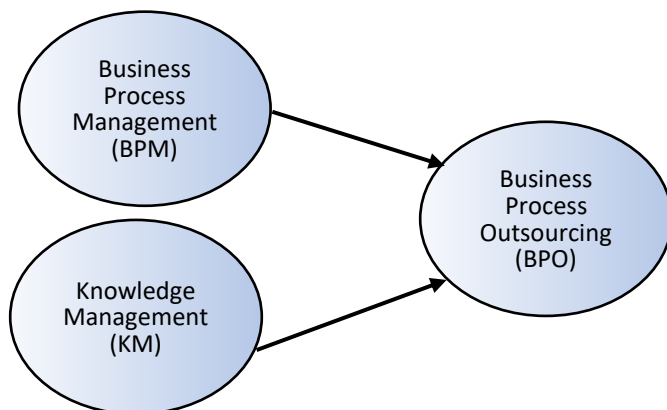 Business
Process
Management
(BPM)
Business
Process
Outsourcing
(BPO)
Knowledge
Management
(KM)